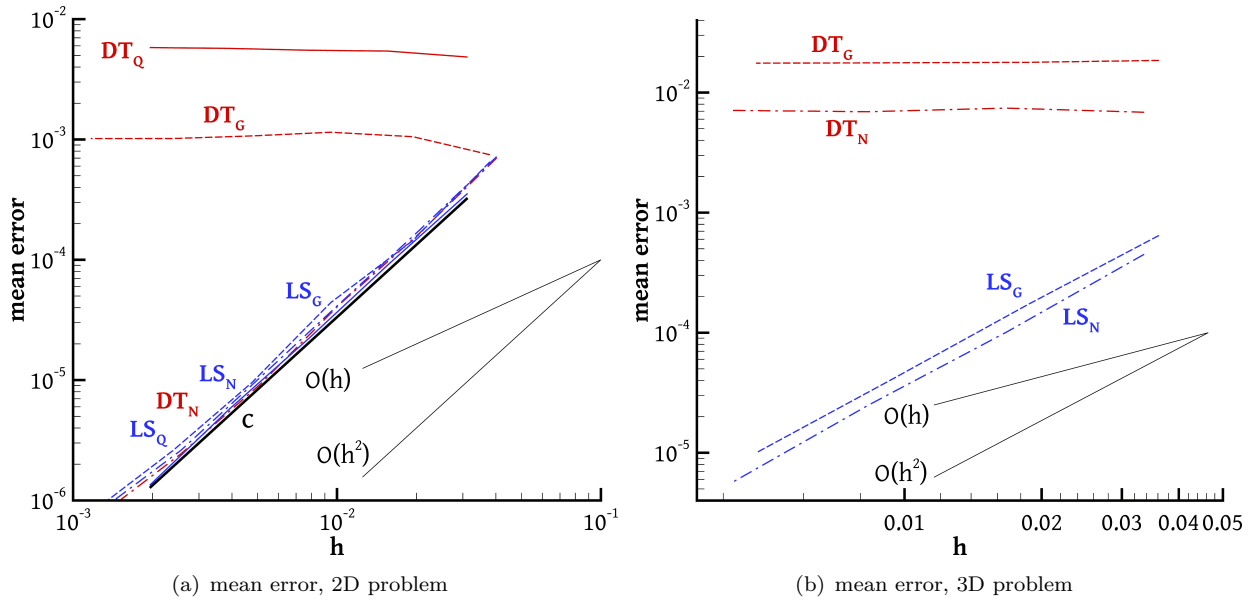 10⁻²
10⁻³
10⁻⁴
10⁻⁵
10⁻⁶
mean error
DT_Q
DT_G
LS_G
LS_N
DT_N
LS_Q
C
O(h)
O(h²)
10⁻³
10⁻²
10⁻¹
h
(a) mean error, 2D problem
10⁻²
10⁻³
10⁻⁴
10⁻⁵
mean error
DT_G
DT_N
LS_G
LS_N
O(h)
O(h²)
0.01
0.02
0.03
0.04
0.05
h
(b) mean error, 3D problem